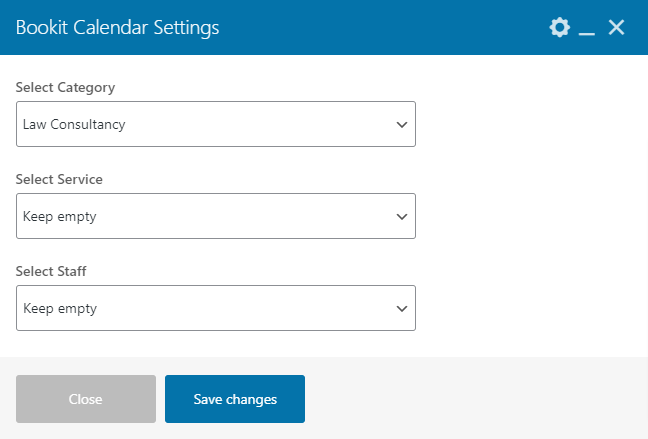 Bookit Calendar Settings
Select Category
Law Consultancy
Select Service
Keep empty
Select Staff
Keep empty
Close
Save changes